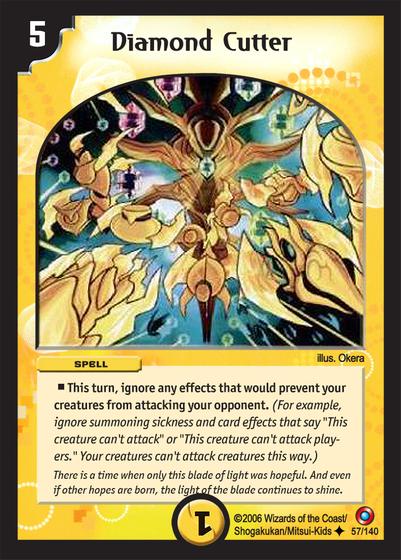 5
Diamond Cutter
illus. Okera
SPELL
■ This turn, ignore any effects that would prevent your
creatures from attacking your opponent. (For example,
ignore summoning sickness and card effects that say "This
creature can't attack" or "This creature can't attack play-
ers." Your creatures can't attack creatures this way.)
There is a time when only this blade of light was hopeful. And even
if other hopes are born, the light of the blade continues to shine.
1
©2006 Wizards of the Coast/
Shogakukan/Mitsui-Kids ✦ 57/140